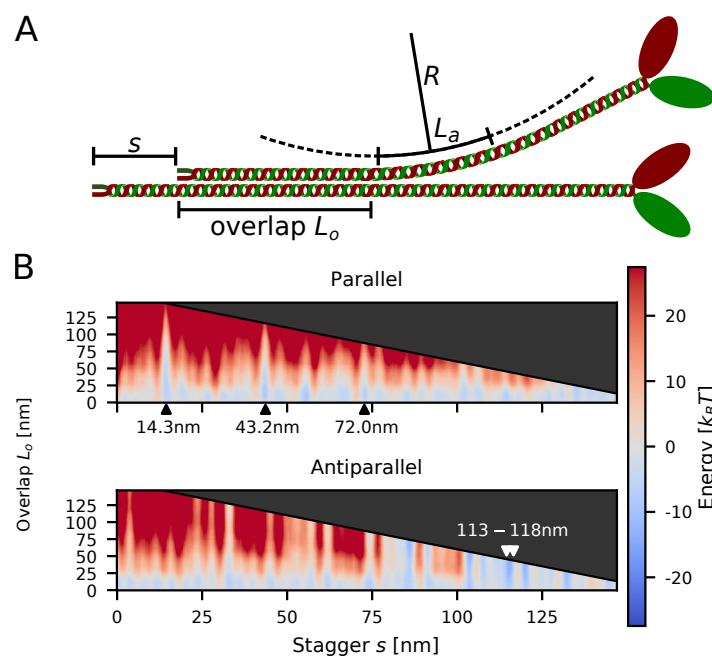 A
R
L_a
s
overlap L_o
B
Parallel
125
100
75
50
25
0
14.3nm
43.2nm
72.0nm
Antiparallel
113 – 118nm
125
100
75
50
25
0
0
25
50
75
100
125
Stagger s [nm]
Overlap L_o [nm]
20
10
0
-10
-20
Energy [k_BT]